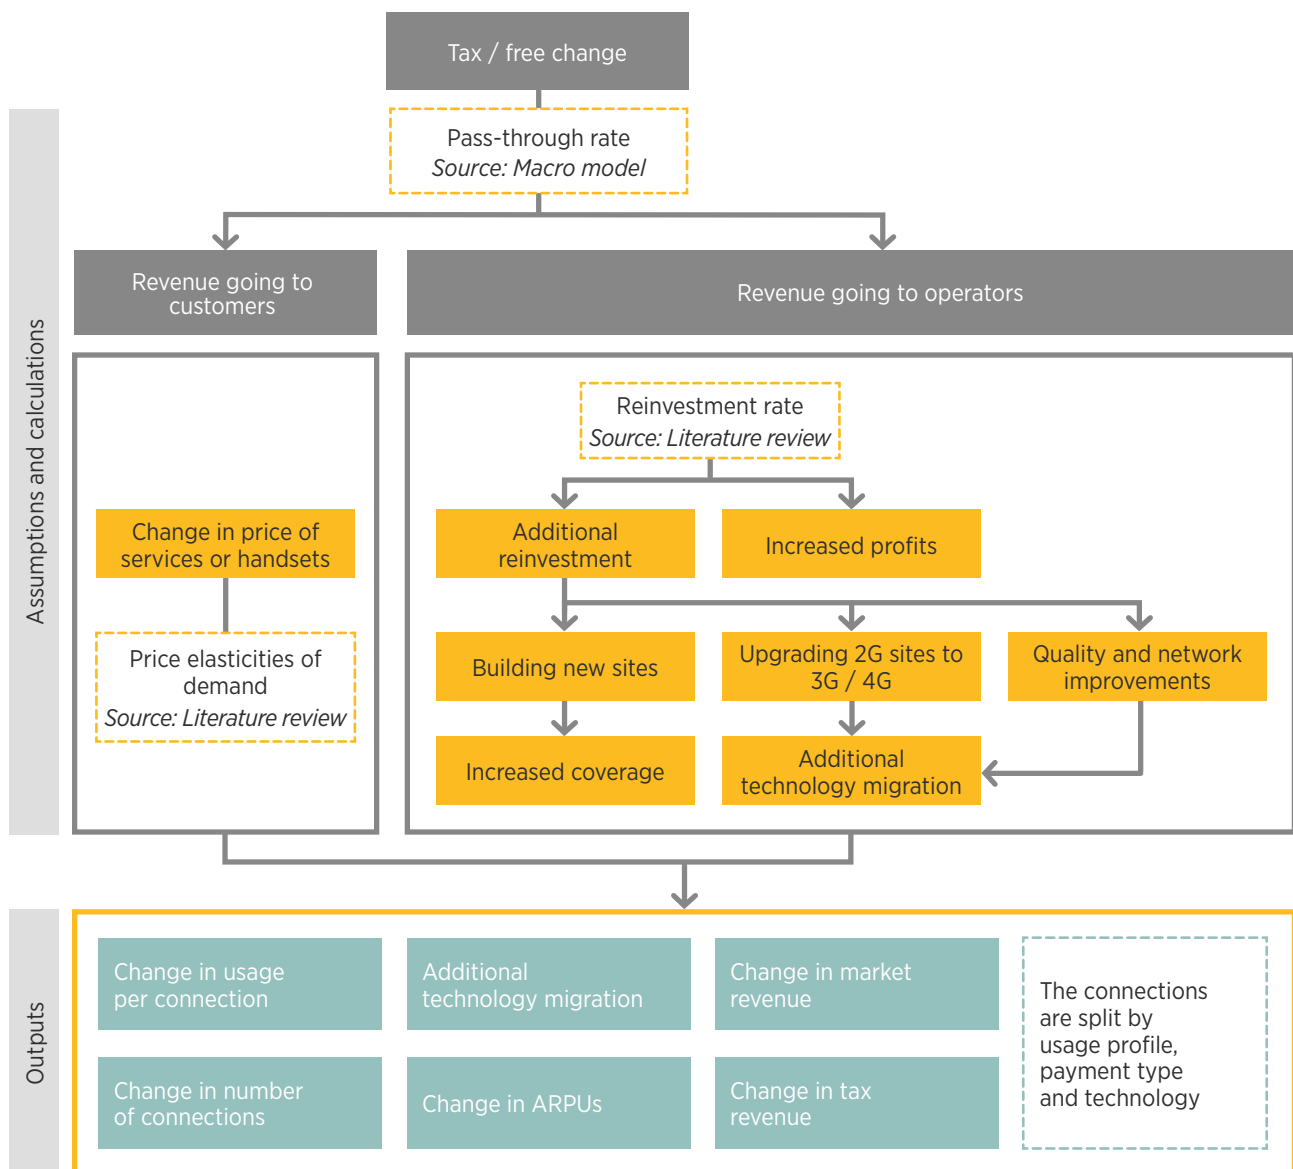 Tax / free change
Pass-through rate
Source: Macro model
Assumptions and calculations
Revenue going to
customers
Revenue going to operators
Reinvestment rate
Source: Literature review
Change in price of
services or handsets
Additional
reinvestment
Increased profits
Price elasticities of
demand
Source: Literature review
Building new sites
Upgrading 2G sites to
3G / 4G
Quality and network
improvements
Increased coverage
Additional
technology migration
Outputs
Change in usage
per connection
Additional
technology migration
Change in market
revenue
The connections
are split by
usage profile,
payment type
and technology
Change in number
of connections
Change in ARPUs
Change in tax
revenue